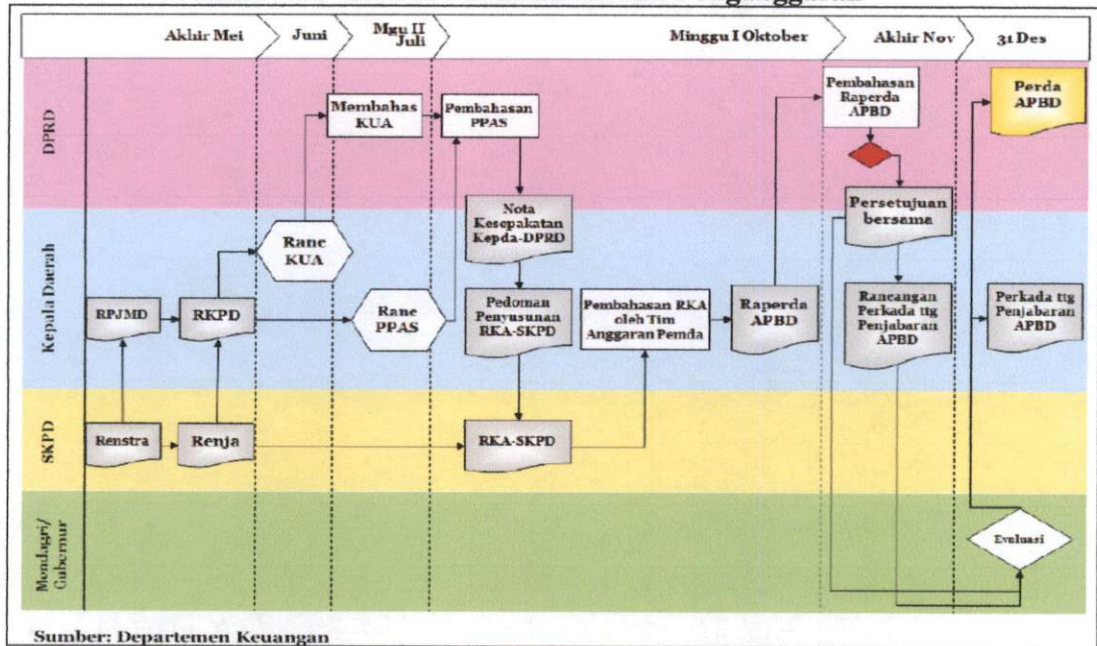 Akhir Mei
Juni
Mgu II
Juli
Minggu I Oktober
Akhir Nov
31 Des
DPRD
Membahas
KUA
Pembahasan
PPAS
Pembahasan
Raperda
APBD
Perda
APBD
Nota
Kesepakatan
Kepda-DPRD
Persetujuan
bersama
Kepala Daerah
Ranc
KUA
RPJMD
RKPD
Ranc
PPAS
Pedoman
Penyusunan
RKA-SKPD
Pembahasan RKA
oleh Tim
Anggaran Pemda
Raperda
APBD
Rancangan
Perkada ttg
Penjabaran
APBD
Perkada ttg
Penjabaran
APBD
SKPD
Renstra
Renja
RKA-SKPD
Mendagri/
Gubernur
Evaluasi
Sumber: Departemen Keuangan